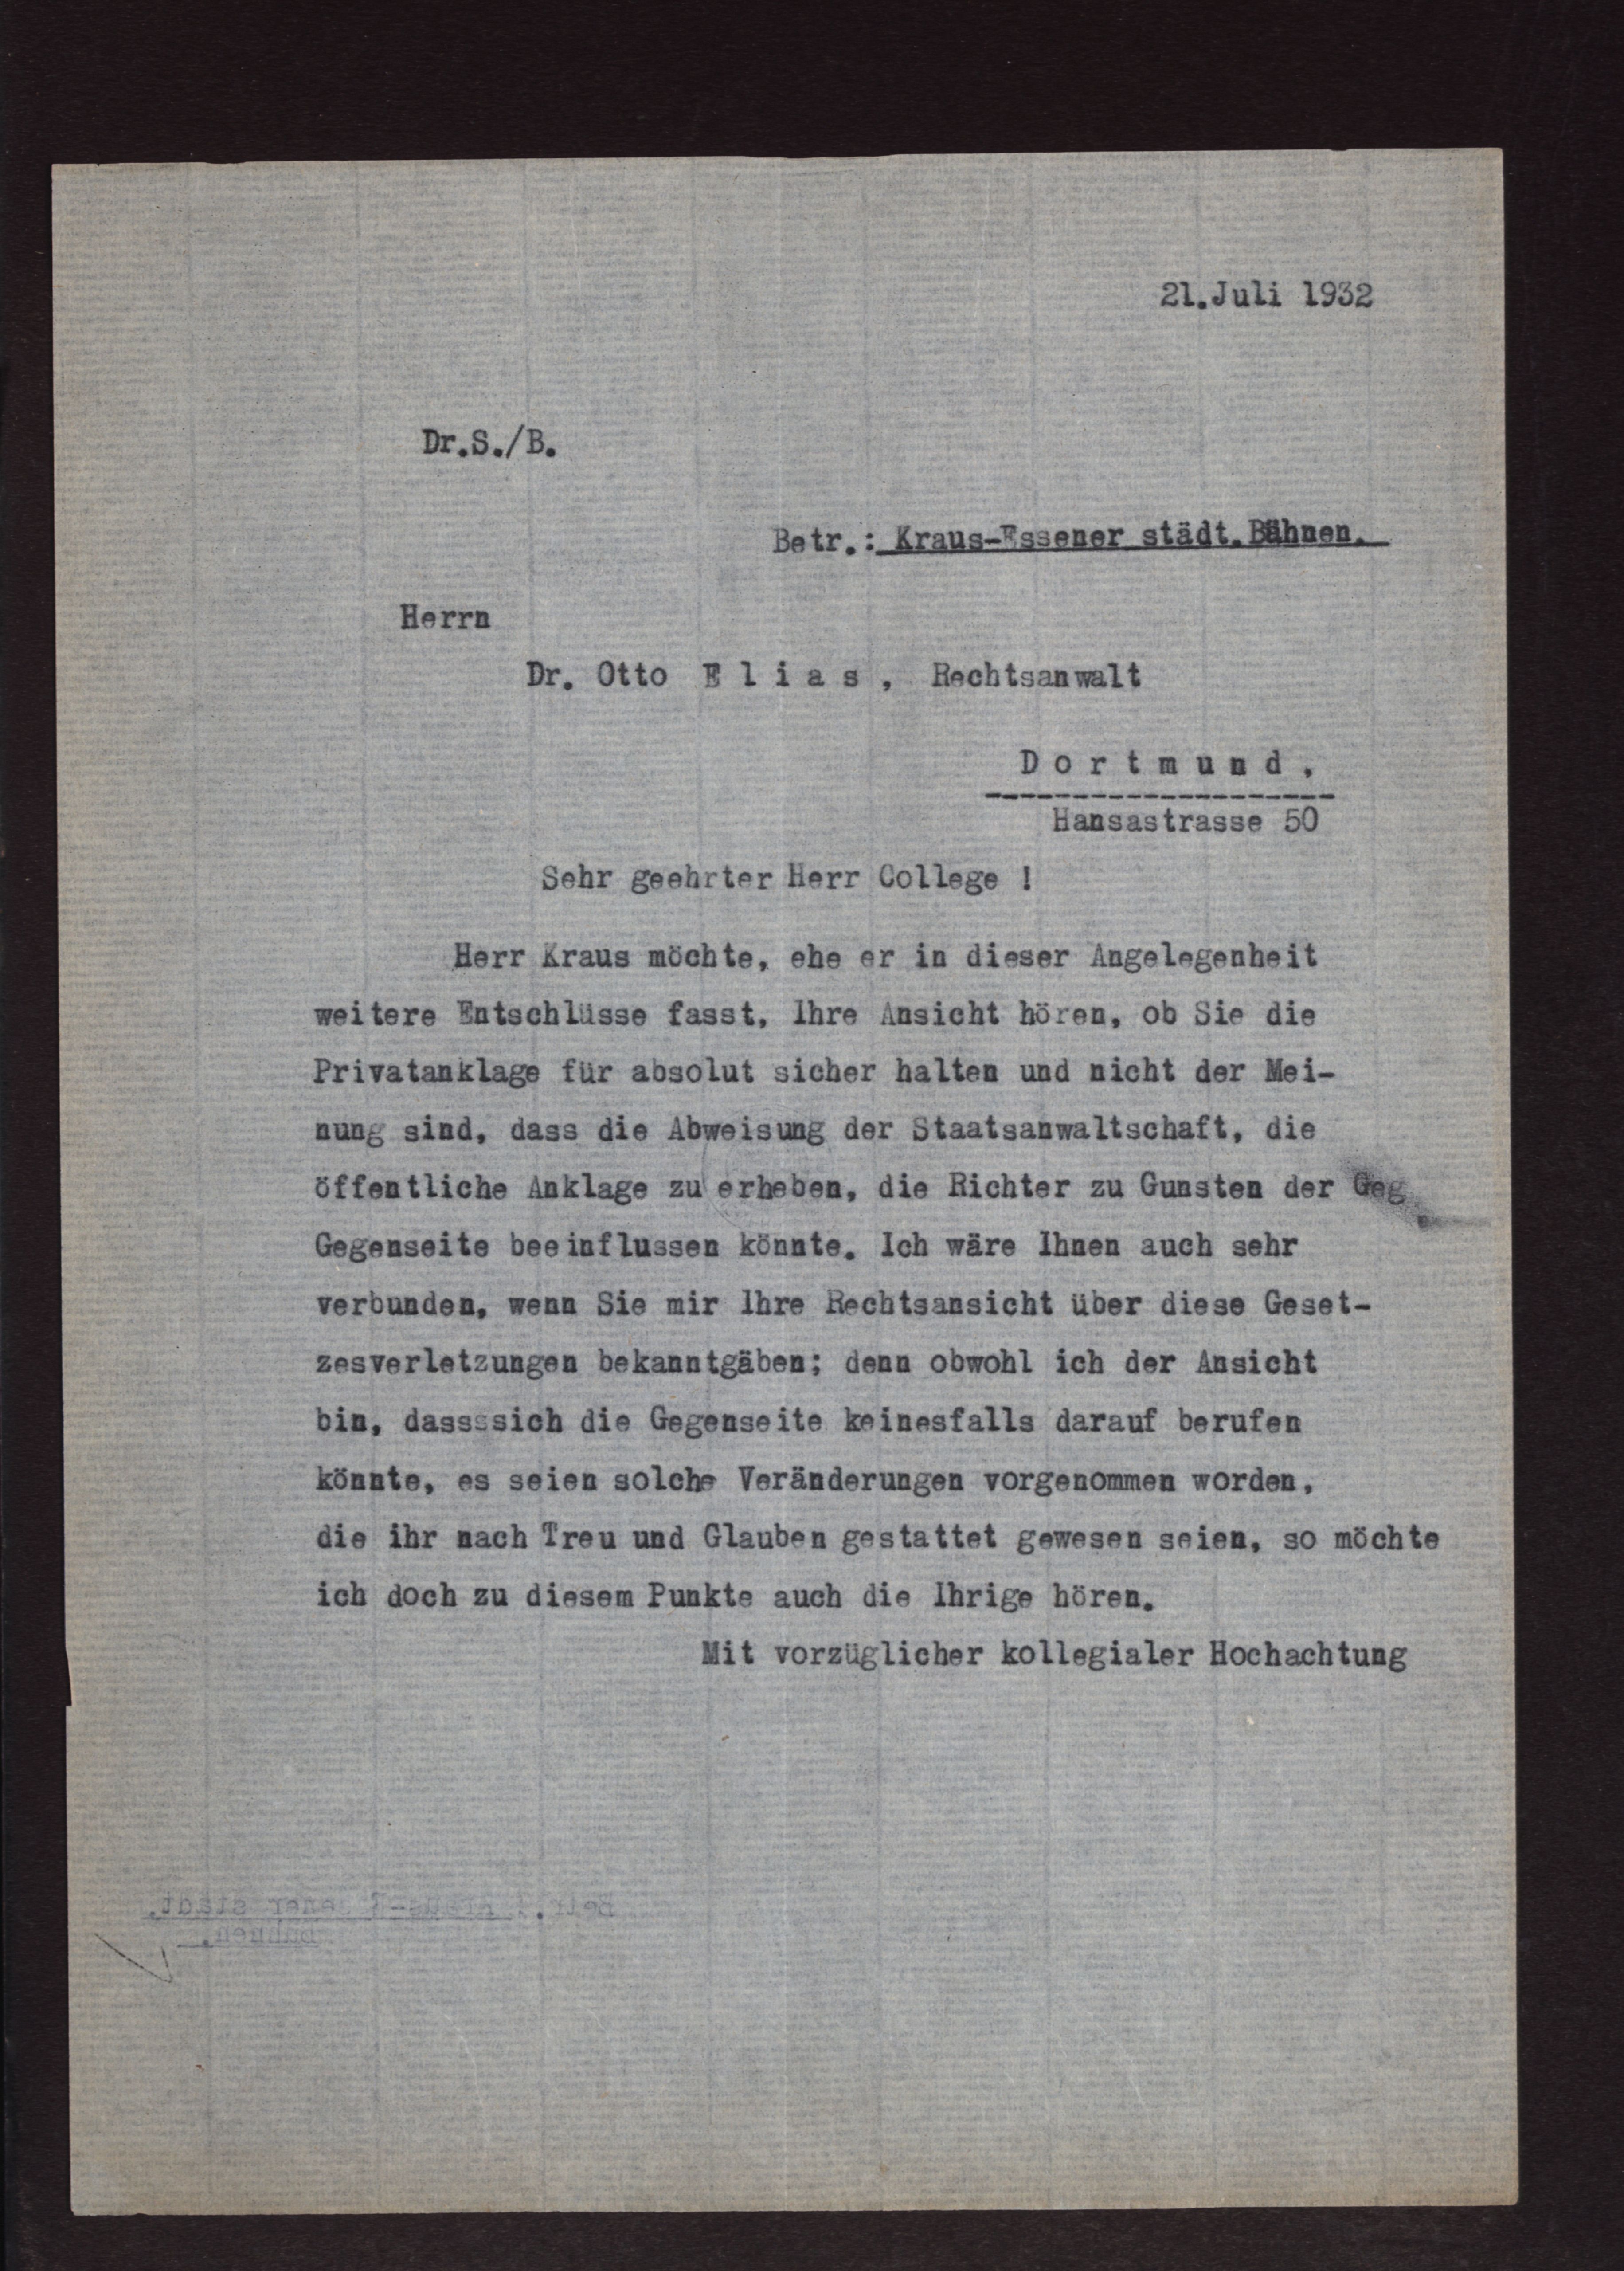 21.Juli 1932
Dr.S./B.
Betr.: Kraus-Essener städt.Bühnen.
Herrn
Dr. Otto E l i a s , Rechtsanwalt
D o r t m u n d ,
Hansastrasse 50
Sehr geehrter Herr College !
Herr Kraus möchte, ehe er in dieser Angelegenheit
weitere Entschlüsse fasst, Ihre Ansicht hören, ob Sie die
Privatanklage für absolut sicher halten und nicht der Mei-
nung sind, dass die Abweisung der Staatsanwaltschaft, die
öffentliche Anklage zu erheben, die Richter zu Gunsten der Geg
Gegenseite beeinflussen könnte. Ich wäre Ihnen auch sehr
verbunden, wenn Sie mir Ihre Rechtsansicht über diese Geset-
zesverletzungen bekanntgäben; denn obwohl ich der Ansicht
bin, dassssich die Gegenseite keinesfalls darauf berufen
könnte, es seien solche Veränderungen vorgenommen worden,
die ihr nach Treu und Glauben gestattet gewesen seien, so möchte
ich doch zu diesem Punkte auch die Ihrige hören.
Mit vorzüglicher kollegialer Hochachtung